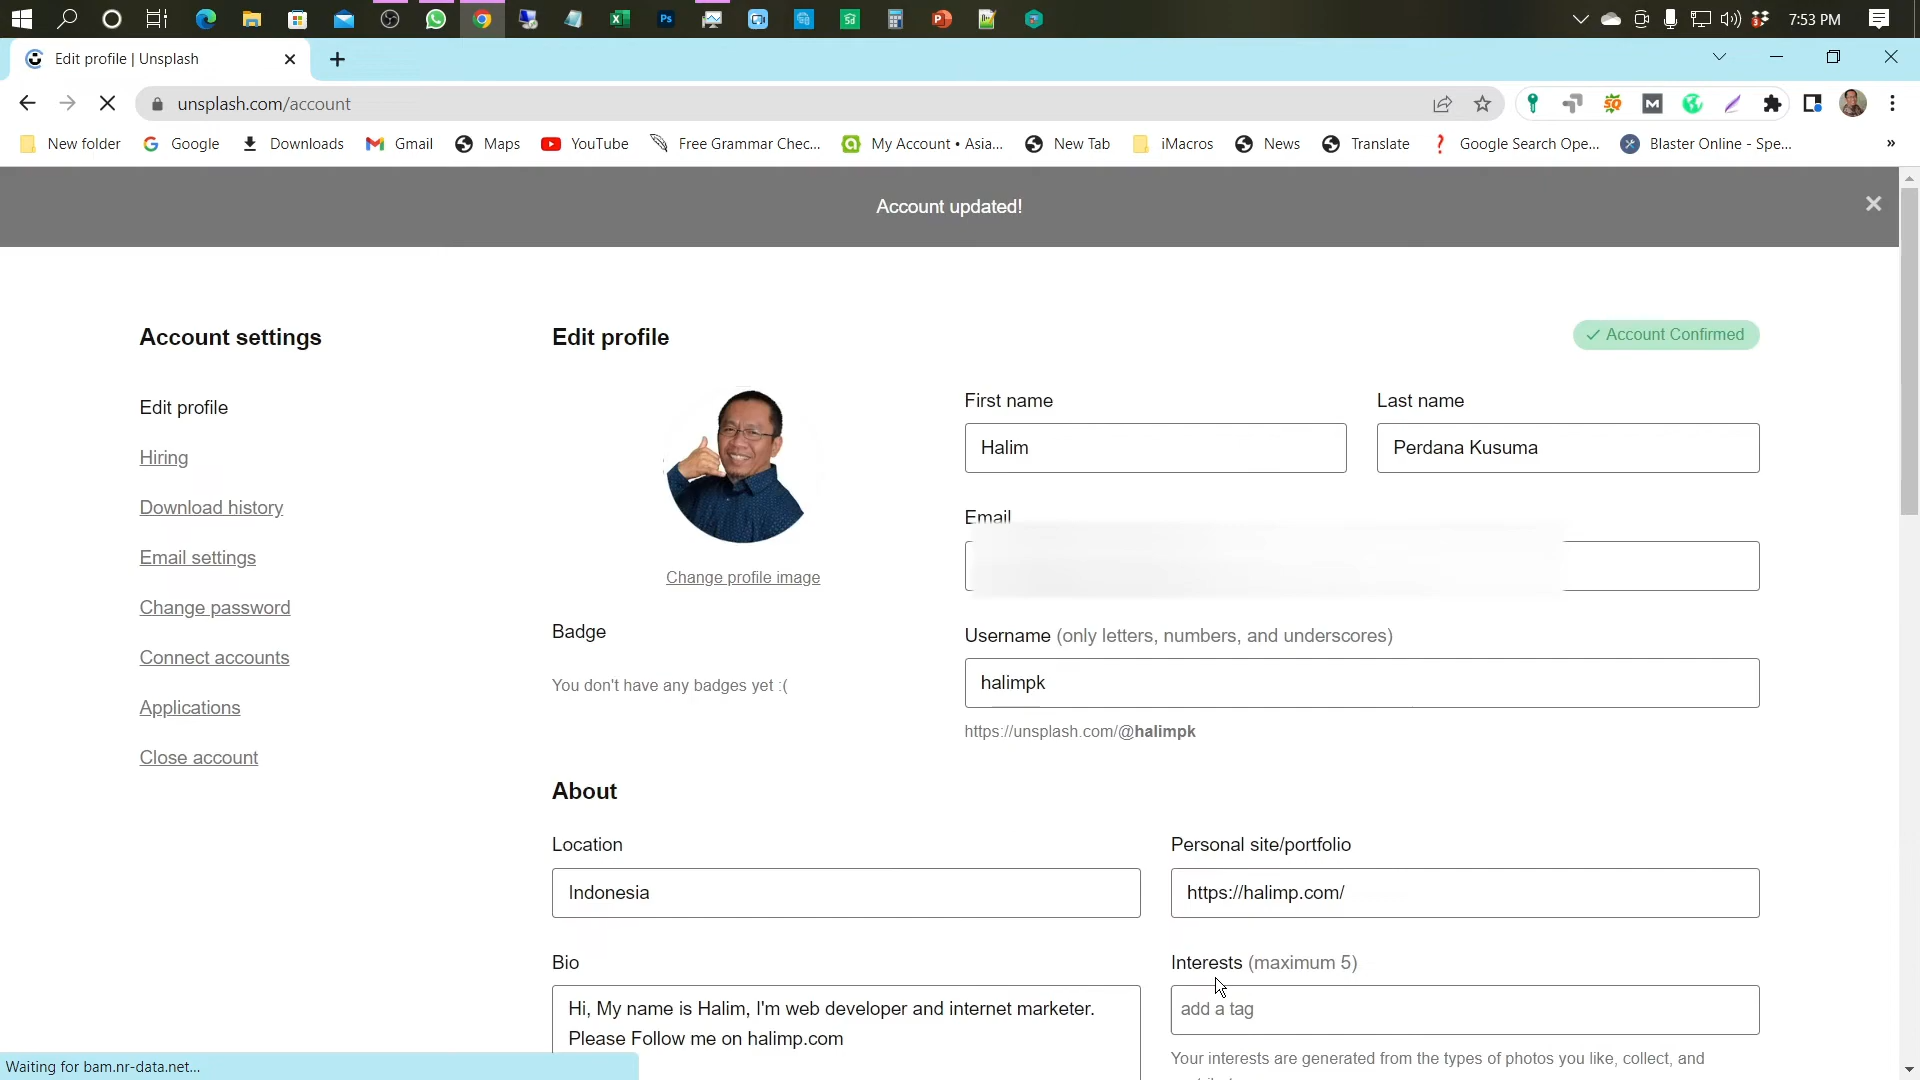 7:53 PM
Edit profile | Unsplash
unsplash.com/account
New folder
Google
Downloads
Gmail
Maps
YouTube
Free Grammar Chec...
My Account • Asia...
New Tab
iMacros
News
Translate
Google Search Ope...
Blaster Online - Spe...
»
Account updated!
Account settings
Edit profile
Hiring
Download history
Email settings
Change password
Connect accounts
Applications
Close account
Edit profile
Account Confirmed
Change profile image
Badge
You don't have any badges yet :(
First name
Halim
Last name
Perdana Kusuma
Email
Username (only letters, numbers, and underscores)
halimpk
https://unsplash.com/@halimpk
About
Location
Indonesia
Personal site/portfolio
https://halimp.com/
Bio
Hi, My name is Halim, I'm web developer and internet marketer.
Please Follow me on halimp.com
Interests (maximum 5)
add a tag
Your interests are generated from the types of photos you like, collect, and
Waiting for bam.nr-data.net...